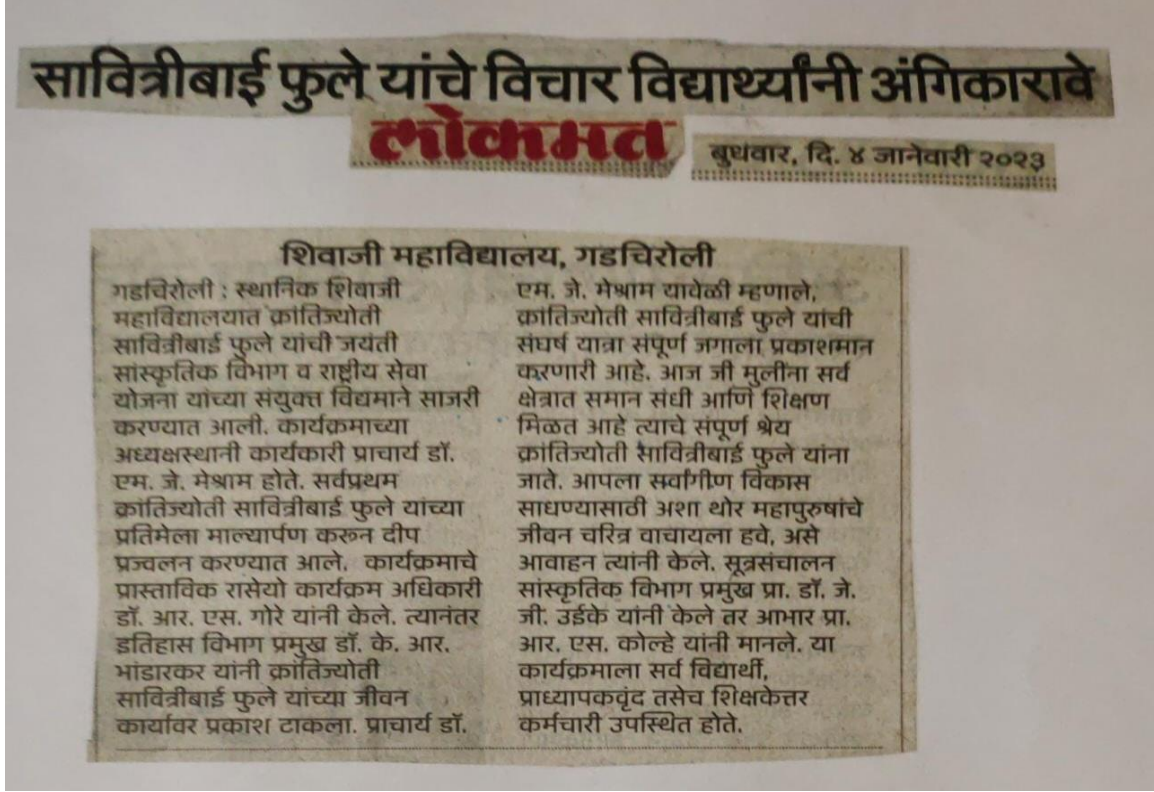 सावित्रीबाई फुले यांचे विचार विद्यार्थ्यांनी अंगिकारावे
लोकमत
बुधवार, दि. ४ जानेवारी २०२३
शिवाजी महाविद्यालय, गडचिरोली
गडचिरोली : स्थानिक शिवाजी
महाविद्यालयात क्रांतिज्योती
सावित्रीबाई फुले यांची जयंती
सांस्कृतिक विभाग व राष्ट्रीय सेवा
योजना यांच्या संयुक्त विद्यमाने साजरी
करण्यात आली. कार्यक्रमाच्या
अध्यक्षस्थानी कार्यकारी प्राचार्य डॉ.
एम. जे. मेश्राम होते. सर्वप्रथम
क्रांतिज्योती सावित्रीबाई फुले यांच्या
प्रतिमेला माल्यार्पण करून दीप
प्रज्वलन करण्यात आले. कार्यक्रमाचे
प्रास्ताविक रासेयो कार्यक्रम अधिकारी
डॉ. आर. एस. गोरे यांनी केले. त्यानंतर
इतिहास विभाग प्रमुख डॉ. के. आर.
भांडारकर यांनी क्रांतिज्योती
सावित्रीबाई फुले यांच्या जीवन
कार्यावर प्रकाश टाकला. प्राचार्य डॉ.
एम. जे. मेश्राम यावेळी म्हणाले,
क्रांतिज्योती सावित्रीबाई फुले यांची
संघर्ष यात्रा संपूर्ण जगाला प्रकाशमान
करणारी आहे. आज जी मुलींना सर्व
क्षेत्रात समान संधी आणि शिक्षण
मिळत आहे त्याचे संपूर्ण श्रेय
क्रांतिज्योती सावित्रीबाई फुले यांना
जाते. आपला सर्वांगीण विकास
साधण्यासाठी अशा थोर महापुरुषांचे
जीवन चरित्र वाचायला हवे, असे
आवाहन त्यांनी केले. सूत्रसंचालन
सांस्कृतिक विभाग प्रमुख प्रा. डॉ. जे.
जी. उईके यांनी केले तर आभार प्रा.
आर. एस. कोल्हे यांनी मानले. या
कार्यक्रमाला सर्व विद्यार्थी,
प्राध्यापकवृंद तसेच शिक्षकेत्तर
कर्मचारी उपस्थित होते.